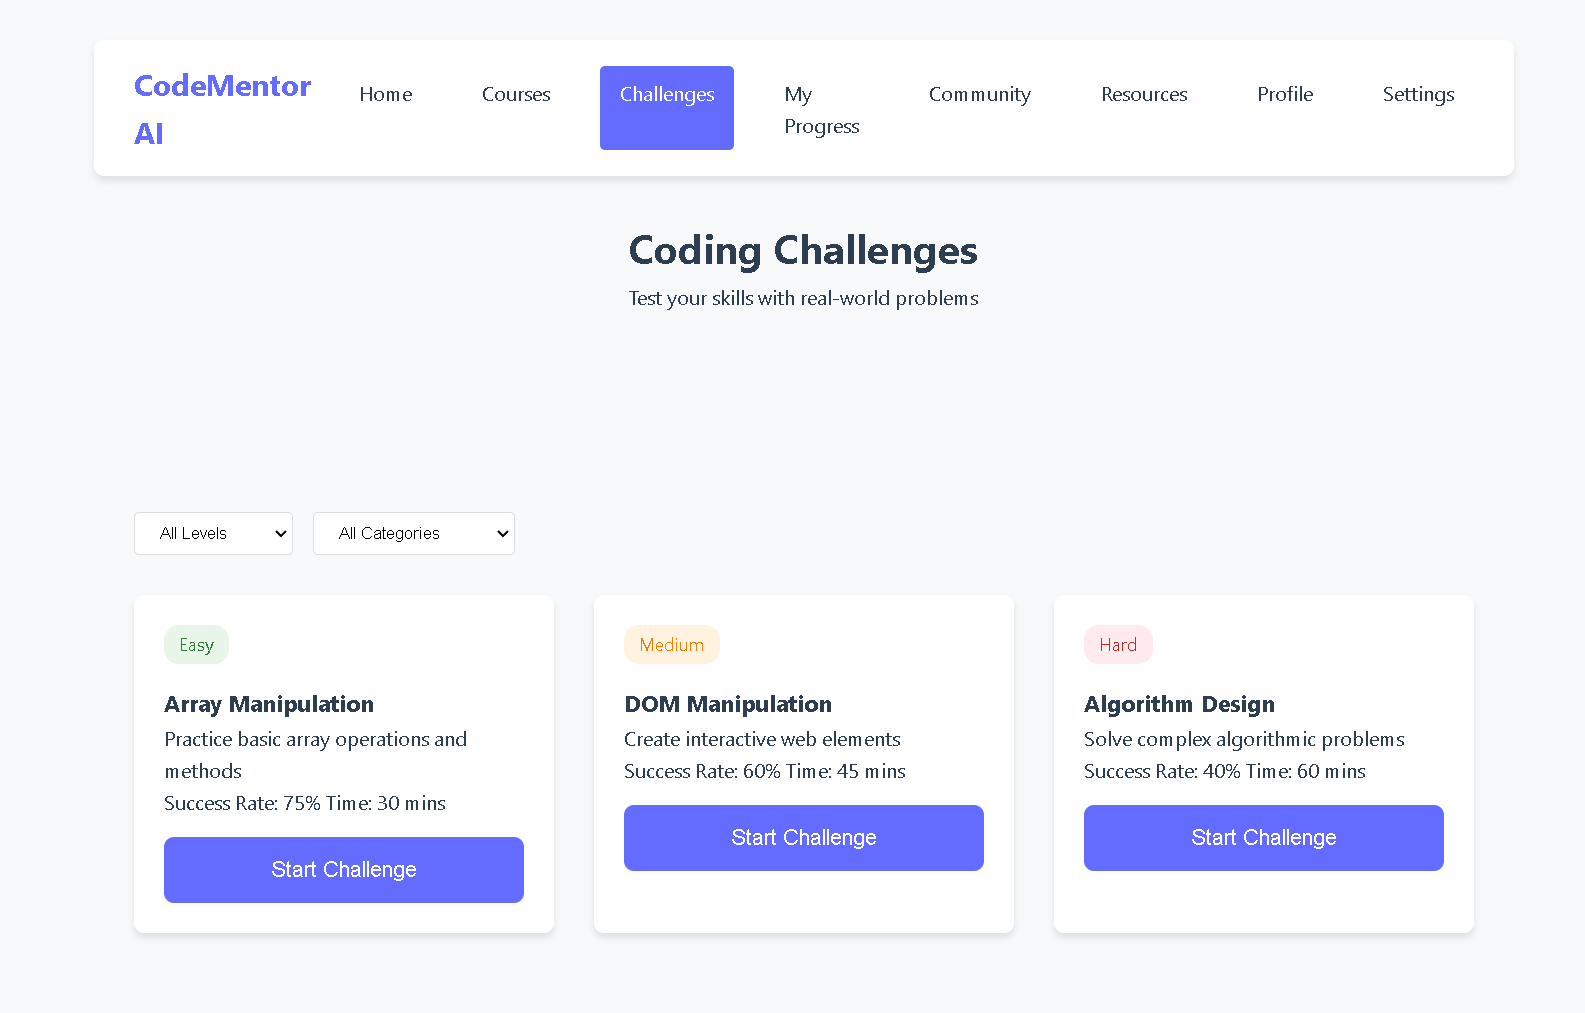 CodeMentor
AI
Home
Courses
Challenges
My
Progress
Community
Resources
Profile
Settings
Coding Challenges
Test your skills with real-world problems
All Levels
All Categories
Easy
Array Manipulation
Practice basic array operations and
methods
Success Rate: 75% Time: 30 mins
Start Challenge
Medium
DOM Manipulation
Create interactive web elements
Success Rate: 60% Time: 45 mins
Start Challenge
Hard
Algorithm Design
Solve complex algorithmic problems
Success Rate: 40% Time: 60 mins
Start Challenge